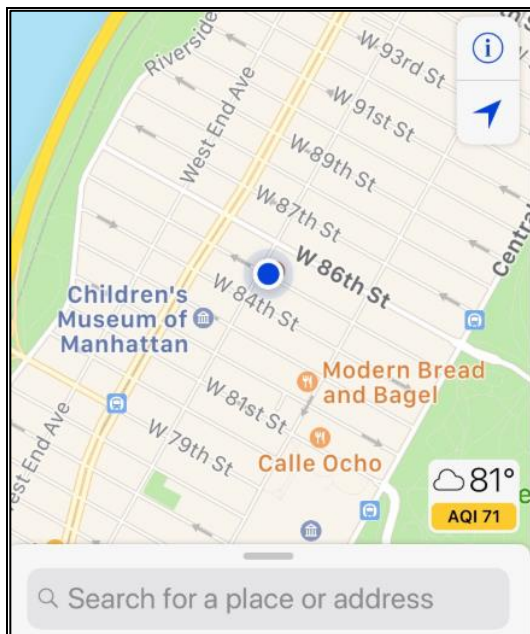 Riverside
West End Ave
W 93rd St
W 91st St
W 89th St
W 87th St
W 86th St
Central
Children's
Museum of
Manhattan
W 84th St
Modern Bread
and Bagel
W 81st St
Calle Ocho
W 79th St
est End Ave
81°
AQI 71
Search for a place or address